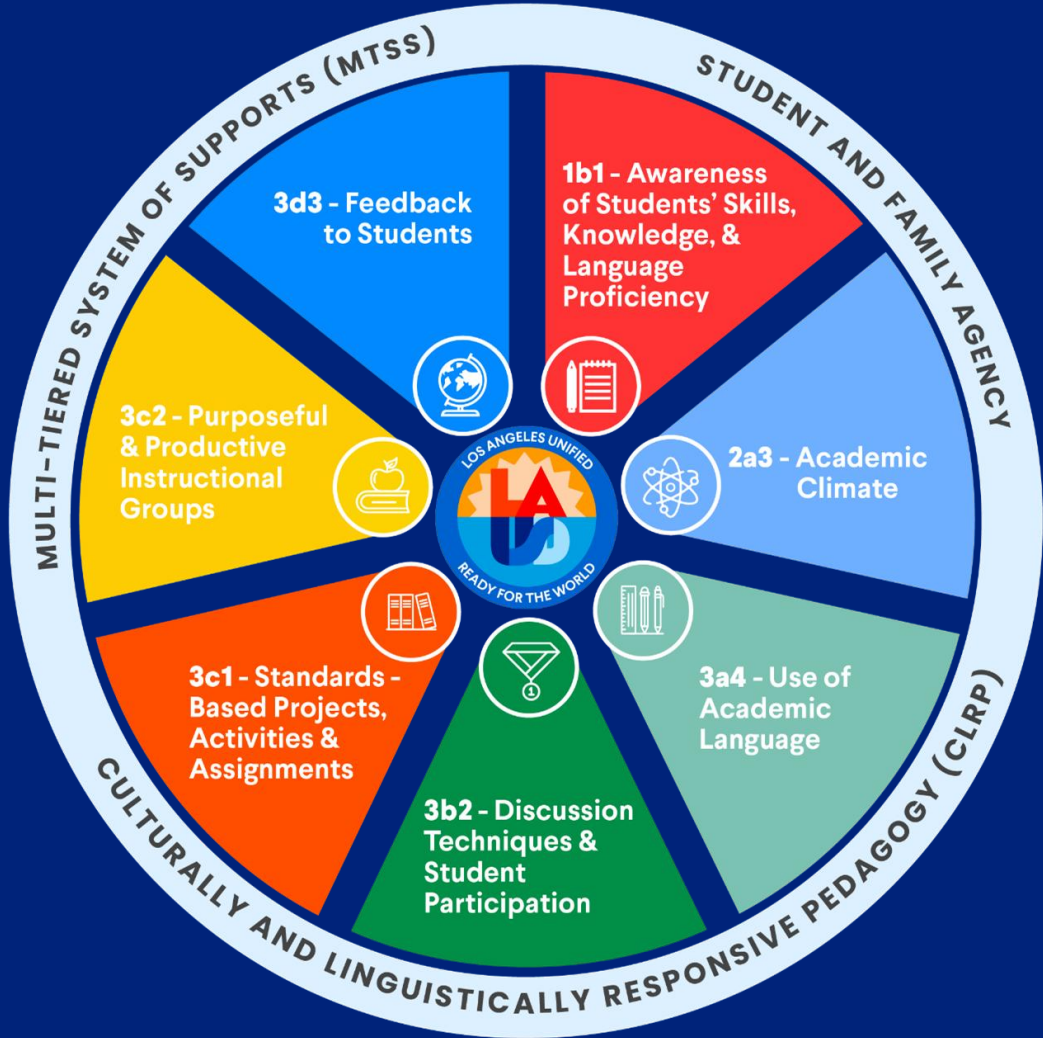 MULTI-TIERED SYSTEM OF SUPPORTS (MTSS)
STUDENT AND FAMILY AGENCY
CULTURALLY AND LINGUISTICALLY RESPONSIVE PEDAGOGY (CLRP)
1b1 - Awareness
of Students' Skills,
Knowledge, &
Language
Proficiency
2a3 - Academic
Climate
3a4 - Use of
Academic
Language
3b2 - Discussion
Techniques &
Student
Participation
1
3c1 - Standards -
Based Projects,
Activities &
Assignments
3c2 - Purposeful
& Productive
Instructional
Groups
3d3 - Feedback
to Students
LOS ANGELES UNIFIED
LA
USD
READY FOR THE WORLD